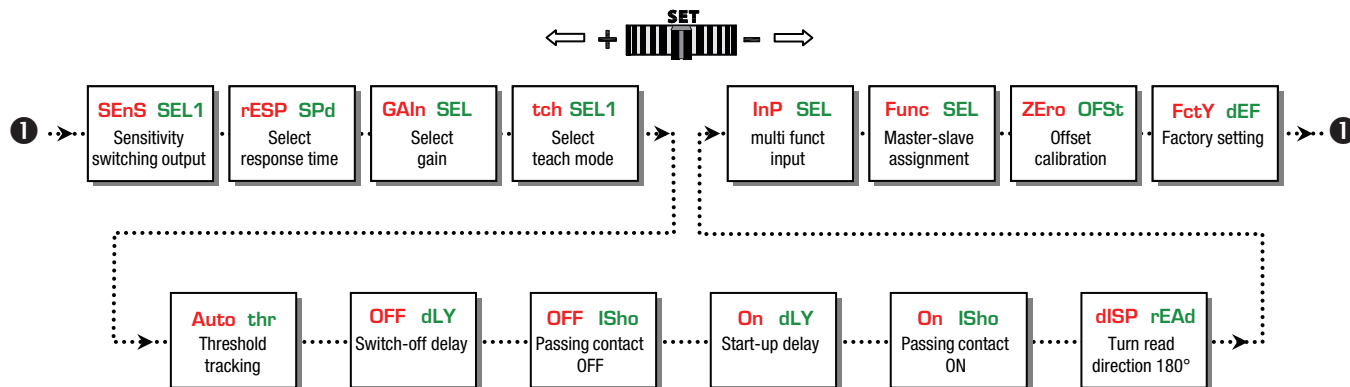 SET
+ -
❶
SEnS SEL1
Sensitivity
switching output
rESP SPd
Select
response time
GAIn SEL
Select
gain
tch SEL1
Select
teach mode
InP SEL
multi funct
input
Func SEL
Master-slave
assignment
ZEro OFSt
Offset
calibration
FctY dEF
Factory setting
❶
Auto thr
Threshold
tracking
OFF dLY
Switch-off delay
OFF ISho
Passing contact
OFF
On dLY
Start-up delay
On ISho
Passing contact
ON
dISP rEAd
Turn read
direction 180°